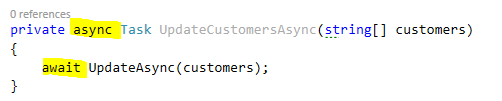 0 references
private async Task UpdateCustomersAsync(string[] customers)
{
await UpdateAsync(customers);
}